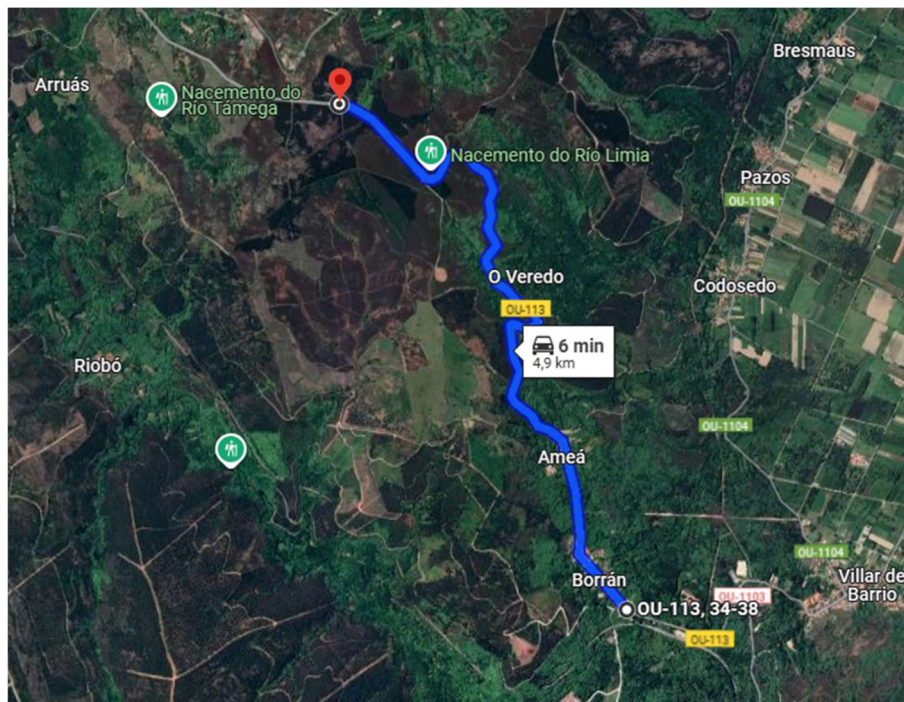 Bresmaus
Arruás
Nacemento do
Río Támega
Nacemento do Río Limia
Pazos
OU-1104
O Veredo
Codosedo
OU-113
6 min
4,9 km
Riobó
OU-1104
Ameá
OU-1104
Borrán
Villar de
Barrio
OU-1103
OU-113, 34-38
OU-113